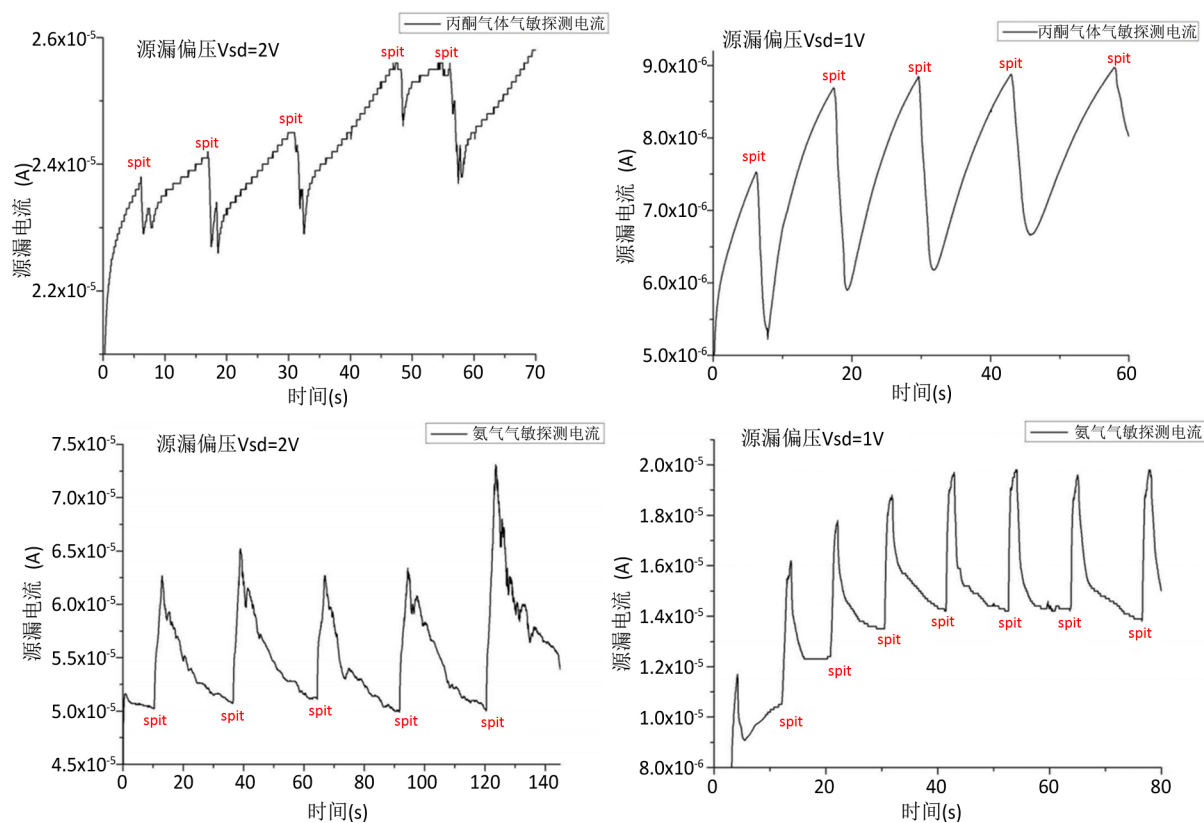 丙酮气体气敏探测电流
源漏偏压Vsd=2V
源漏电流 (A)
2.6x10⁻⁵
2.4x10⁻⁵
2.2x10⁻⁵
spit
spit
spit
spit
spit
0
10
20
30
40
50
60
70
时间(s)
丙酮气体气敏探测电流
源漏偏压Vsd=1V
源漏电流 (A)
9.0x10⁻⁶
8.0x10⁻⁶
7.0x10⁻⁶
6.0x10⁻⁶
5.0x10⁻⁶
spit
spit
spit
spit
spit
0
20
40
60
时间(s)
氨气气敏探测电流
源漏偏压Vsd=2V
源漏电流 (A)
7.5x10⁻⁵
7.0x10⁻⁵
6.5x10⁻⁵
6.0x10⁻⁵
5.5x10⁻⁵
5.0x10⁻⁵
4.5x10⁻⁵
spit
spit
spit
spit
spit
0
20
40
60
80
100
120
140
时间(s)
氨气气敏探测电流
源漏偏压Vsd=1V
源漏电流 (A)
2.0x10⁻⁵
1.8x10⁻⁵
1.6x10⁻⁵
1.4x10⁻⁵
1.2x10⁻⁵
1.0x10⁻⁵
8.0x10⁻⁶
spit
spit
spit
spit
spit
spit
spit
0
20
40
60
80
时间(s)